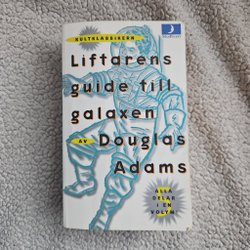 KULTKLASSIKERN
Liftarens
guide till
galaxen
AV Douglas
Adams
ALLA
DELAR
I EN
VOLYM!